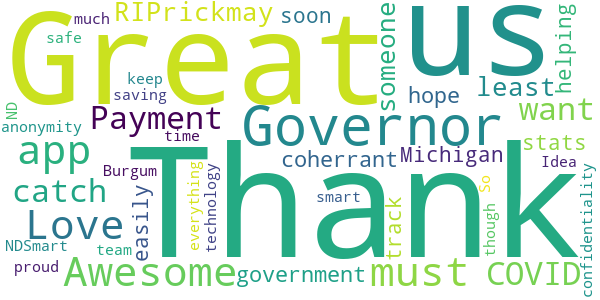 Great
us
Thank
RIPrickmay
soon
someone
helping
much
safe
keep
saving
hope
least
want
ND
anonymity
Payment
time
Governor
stats
app
Burgum
coherrant
Michigan
Idea
catch
Love
easily
everything
technology
smart
track
So
though
confidentiality
NDSmart
team
proud
Awesome
government
must
COVID